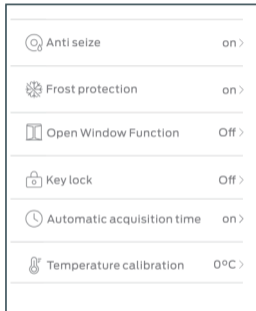 Anti seize on >
Frost protection on >
Open Window Function Off >
Key lock Off >
Automatic acquisition time on >
Temperature calibration 0°C >